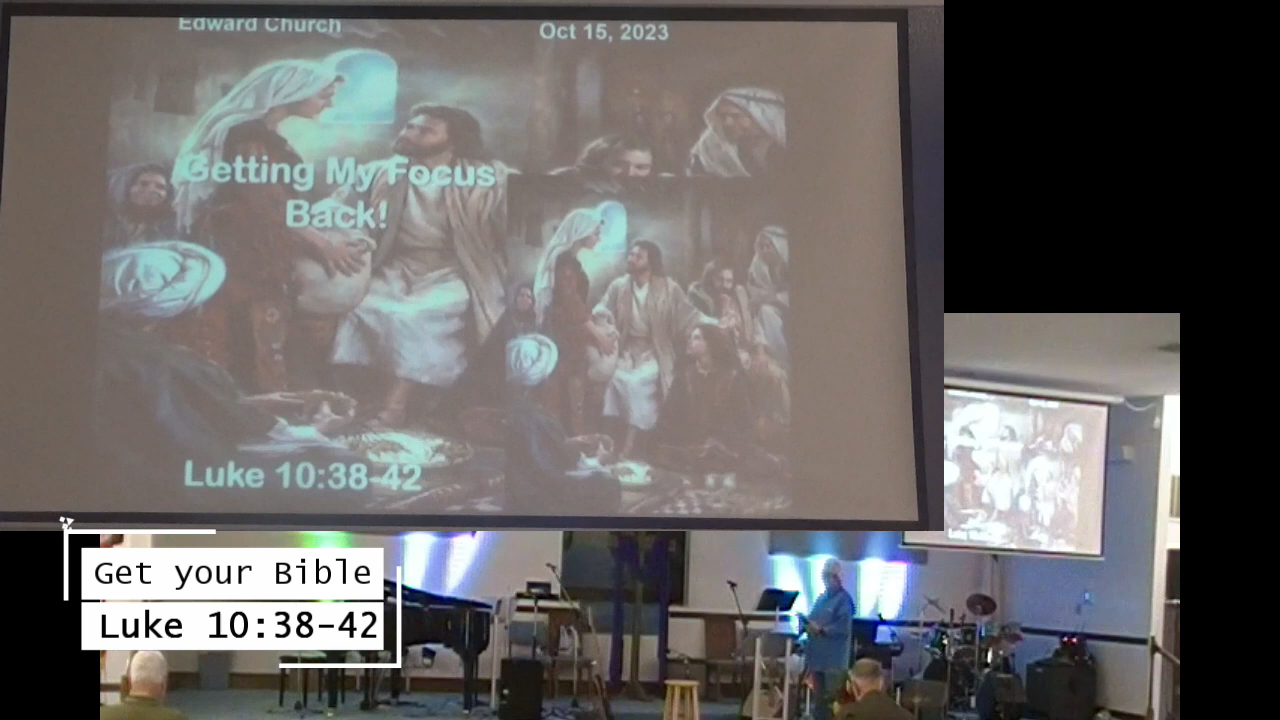 Edward Church
Oct 15, 2023
Getting My Focus
Back!
Luke 10:38-42
Get your Bible
Luke 10:38-42